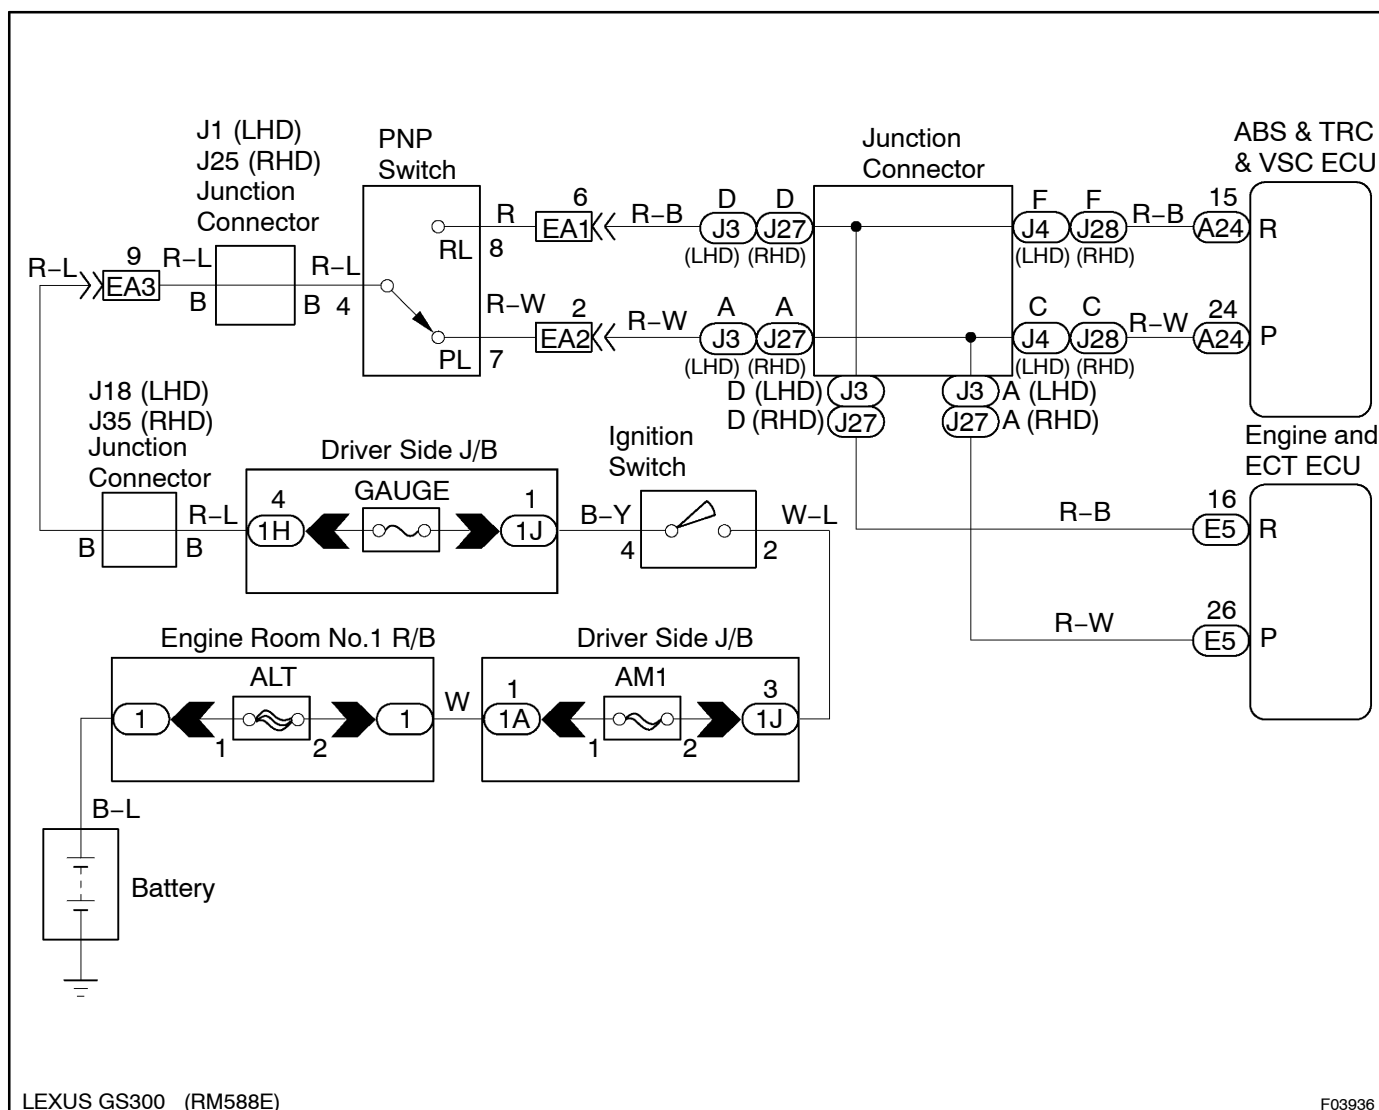 J1 (LHD)
J25 (RHD)
Junction
Connector
PNP
Switch
Junction
Connector
ABS & TRC
& VSC ECU
R
6
EA1
R-B
D
D
J3
J27
(LHD)
(RHD)
F
F
J4
J28
(LHD)
(RHD)
R-B
15
A24
R
RL
8
R-L
9
EA3
R-L
B
R-L
B
4
R-W
2
EA2
R-W
A
A
J3
J27
(LHD)
(RHD)
C
C
J4
J28
(LHD)
(RHD)
R-W
24
A24
P
PL
7
D (LHD)
J3
J3
A (LHD)
D (RHD)
J27
J27
A (RHD)
J18 (LHD)
J35 (RHD)
Junction
Connector
Driver Side J/B
Ignition
Switch
Engine and
ECT ECU
B
R-L
B
4
1H
GAUGE
1
1J
B-Y
4
W-L
2
R-B
16
E5
R
R-W
26
E5
P
Engine Room No.1 R/B
Driver Side J/B
1
ALT
1
2
1
W
1
1A
AM1
1
2
3
1J
B-L
Battery
LEXUS GS300 (RM588E)
F03936